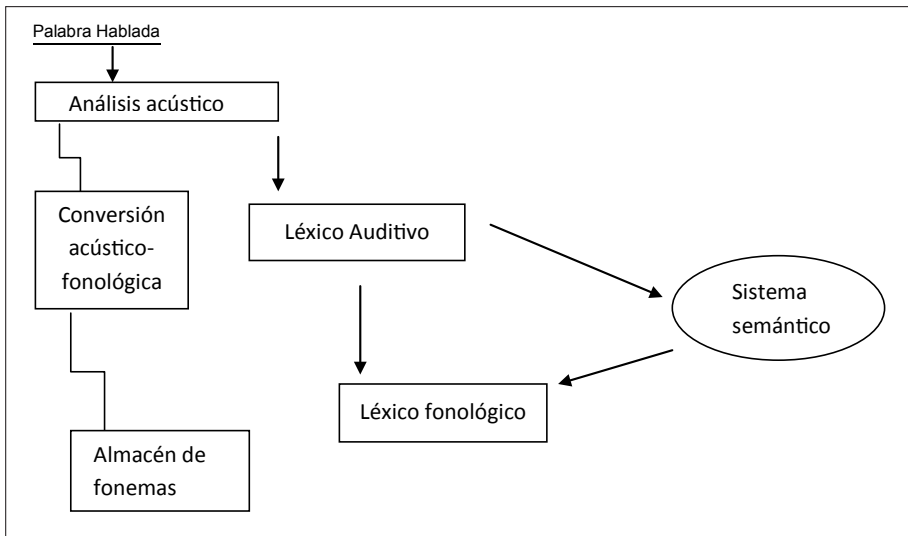 Palabra Hablada
Análisis acústico
Conversión
acústico-
fonológica
Léxico Auditivo
Sistema
semántico
Léxico fonológico
Almacén de
fonemas